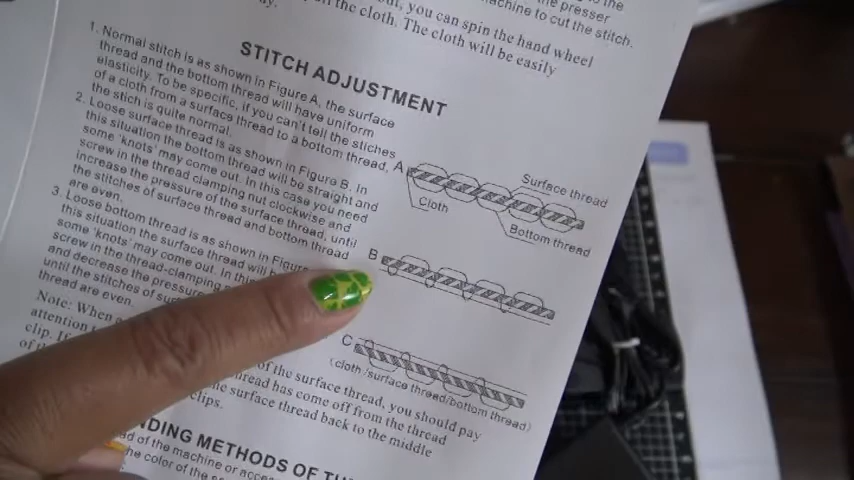 the
the presser
machine to cut the stitch.
out, you can spin the hand wheel
on the cloth. The cloth will be easily
STITCH ADJUSTMENT
1. Normal stitch is as shown in Figure A, the surface
thread and the bottom thread will have uniform
elasticity. To be specific, if you can't tell the stiches
of a cloth from a surface thread to a bottom thread,
the stich is quite normal.
2. Loose surface thread is as shown in Figure B. In
this situation the bottom thread will be straight and
some 'knots' may come out. In this case you need
screw in the thread clamping nut clockwise and
increase the pressure of the surface thread, until
the stitches of surface thread and bottom thread
are even.
3. Loose bottom thread is as shown in Figure
this situation the surface thread will
some 'knots' may come out. In
screw in the thread-clamping
and decrease the pressure
until the stitches of
thread are even.
Note: When
attention
clip. If
of the surface thread, you should pay
thread has come off from the thread
the surface thread back to the middle
clips.
METHODS OF
of the machine or
the color of the
A
Surface thread
Cloth
Bottom thread
B
C
(cloth/surface thread/bottom thread)